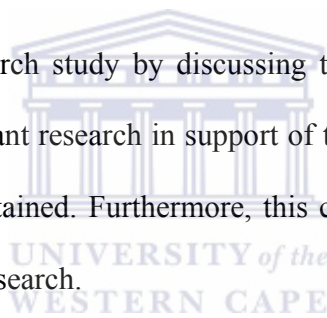 rch study by discussing t
ant research in support of t
tained. Furthermore, this c
UNIVERSITY of the
search.
WESTERN CAPE